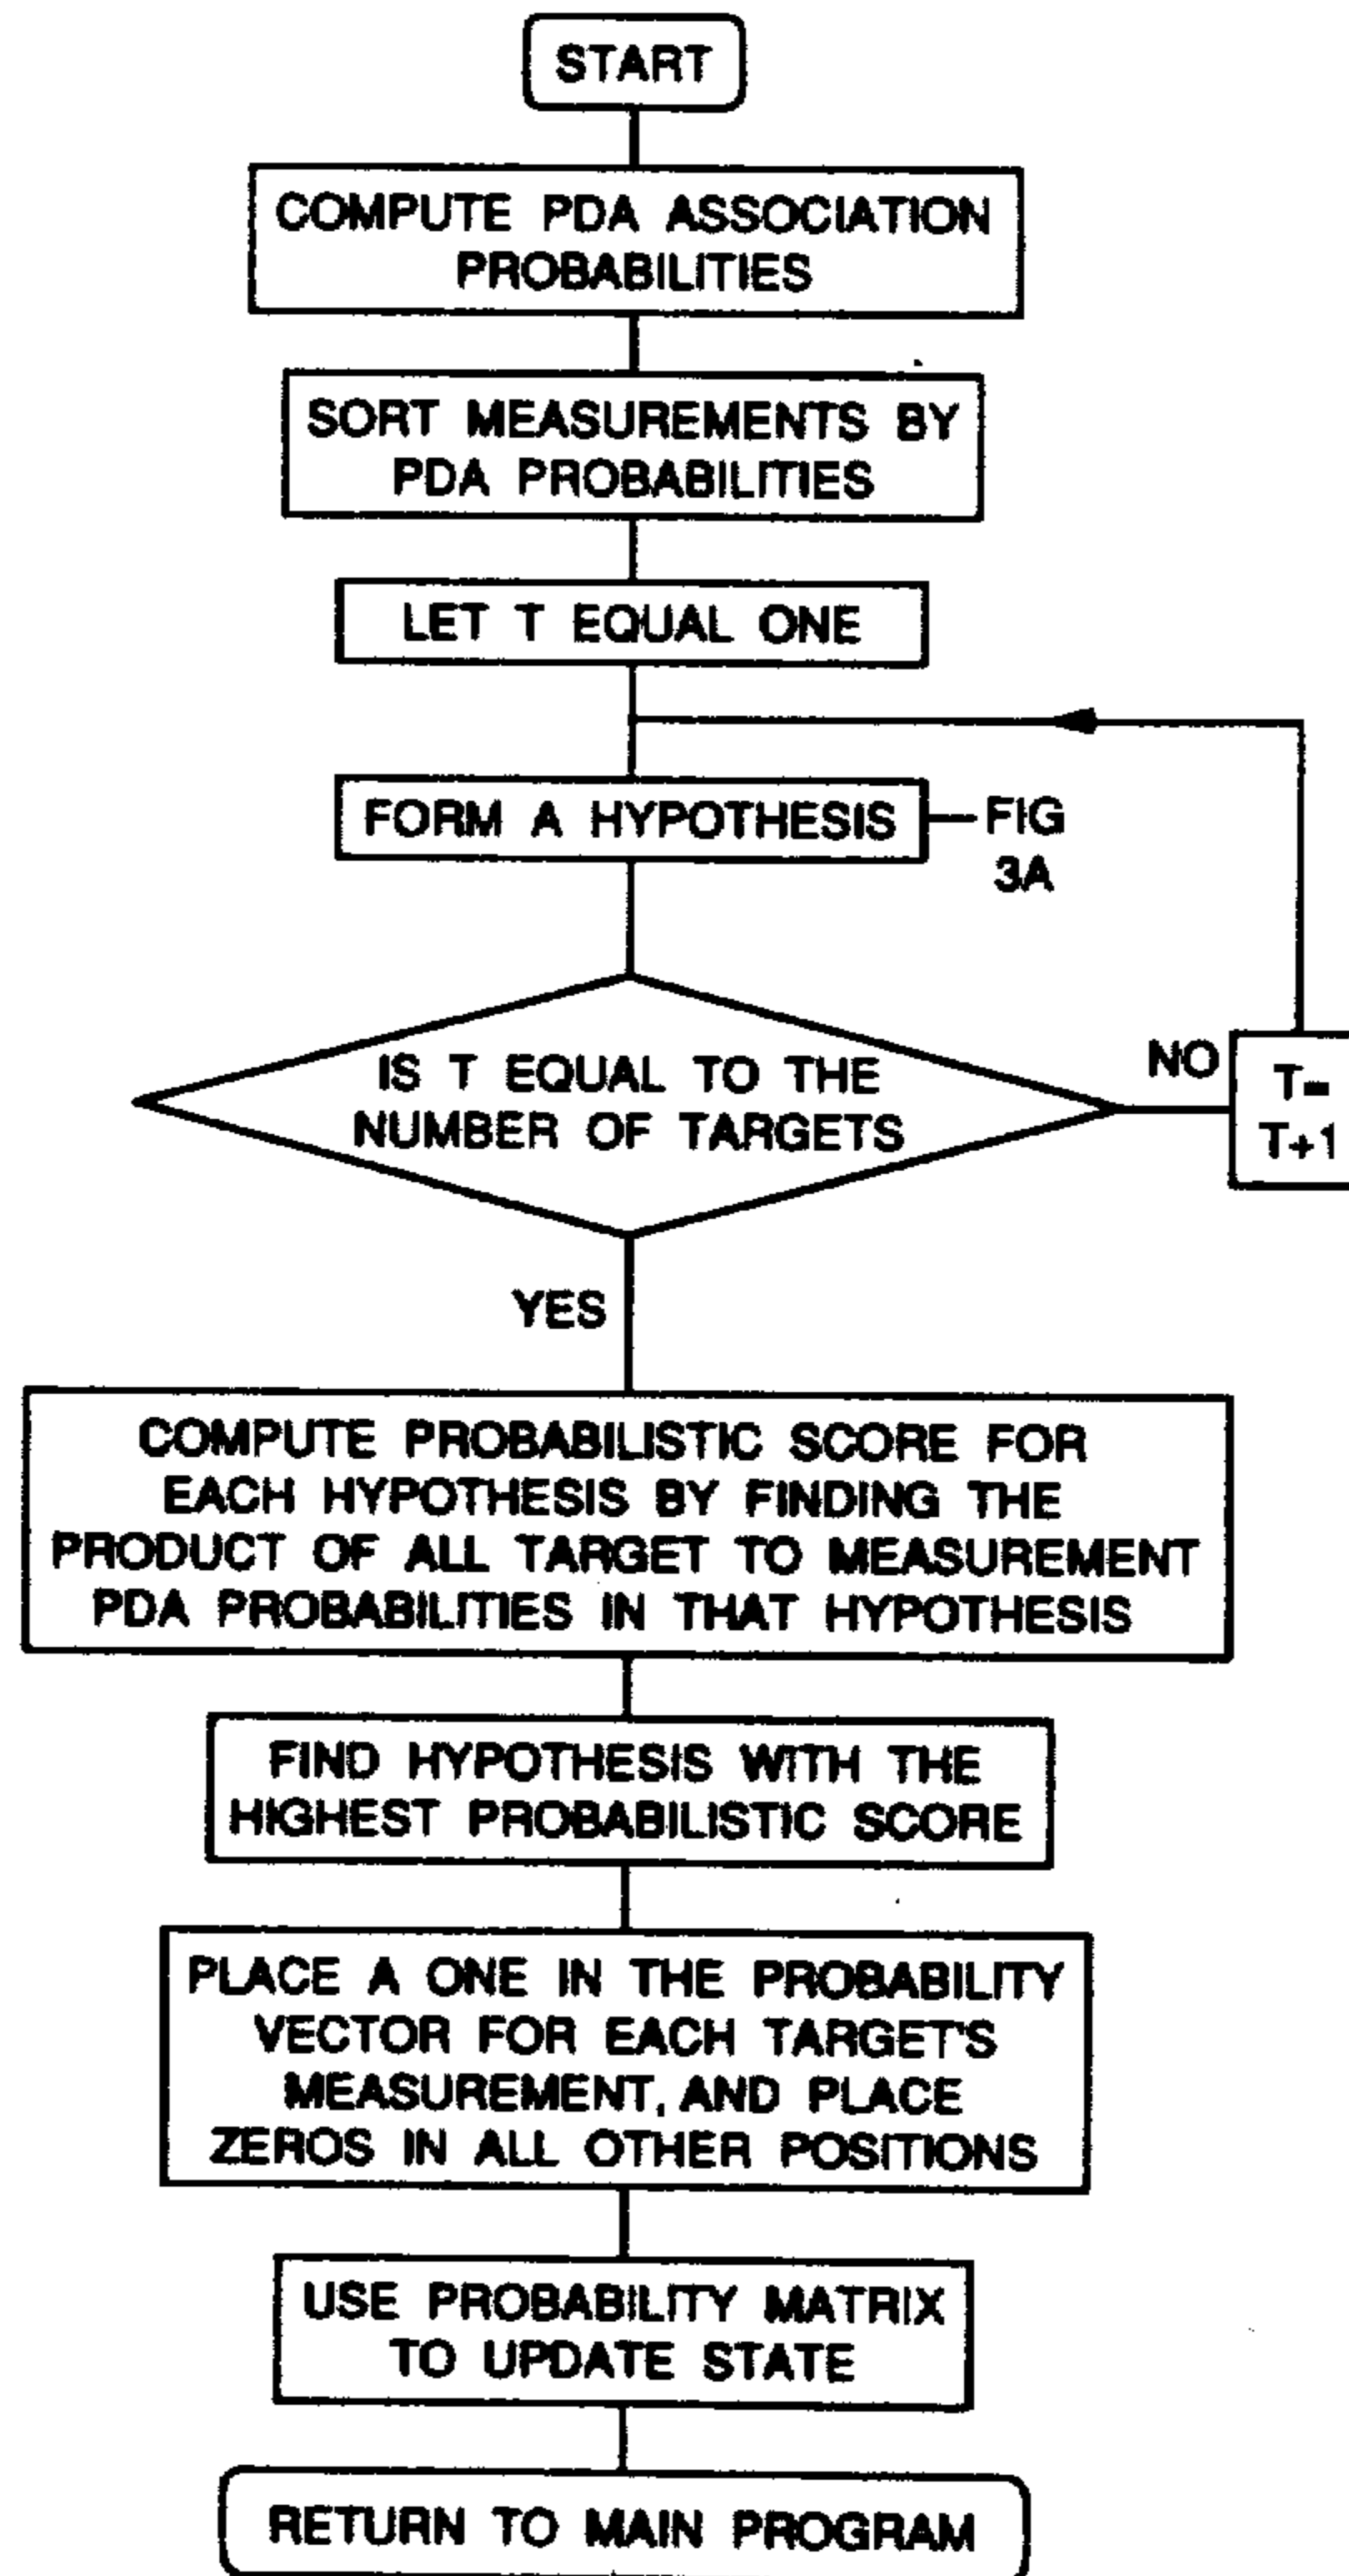 START
COMPUTE PDA ASSOCIATION
PROBABILITIES
SORT MEASUREMENTS BY
PDA PROBABILITIES
LET T EQUAL ONE
FORM A HYPOTHESIS
FIG
3A
IS T EQUAL TO THE
NUMBER OF TARGETS
NO
T=
T+1
YES
COMPUTE PROBABILISTIC SCORE FOR
EACH HYPOTHESIS BY FINDING THE
PRODUCT OF ALL TARGET TO MEASUREMENT
PDA PROBABILITIES IN THAT HYPOTHESIS
FIND HYPOTHESIS WITH THE
HIGHEST PROBABILISTIC SCORE
PLACE A ONE IN THE PROBABILITY
VECTOR FOR EACH TARGET'S
MEASUREMENT, AND PLACE
ZEROS IN ALL OTHER POSITIONS
USE PROBABILITY MATRIX
TO UPDATE STATE
RETURN TO MAIN PROGRAM